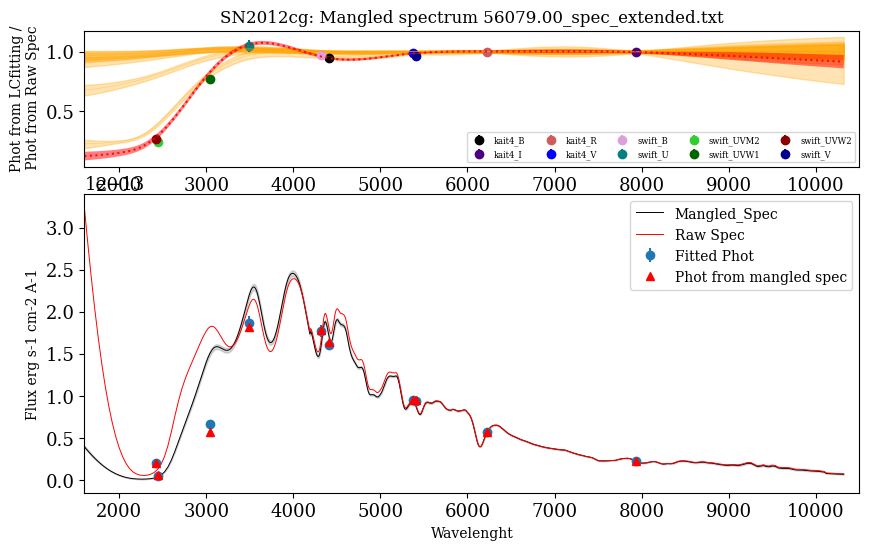 SN2012cg: Mangled spectrum 56079.00_spec_extended.txt
Phot from LCfitting /
Phot from Raw Spec
1.0
0.5
kait4_B kait4_R swift_B swift_UVM2 swift_UVW2
kait4_I kait4_V swift_U swift_UVW1 swift_V
2000 3000 4000 5000 6000 7000 8000 9000 10000
1e−13
Flux erg s-1 cm-2 A-1
3.0
2.5
2.0
1.5
1.0
0.5
0.0
Mangled_Spec
Raw Spec
Fitted Phot
Phot from mangled spec
2000 3000 4000 5000 6000 7000 8000 9000 10000
Wavelenght